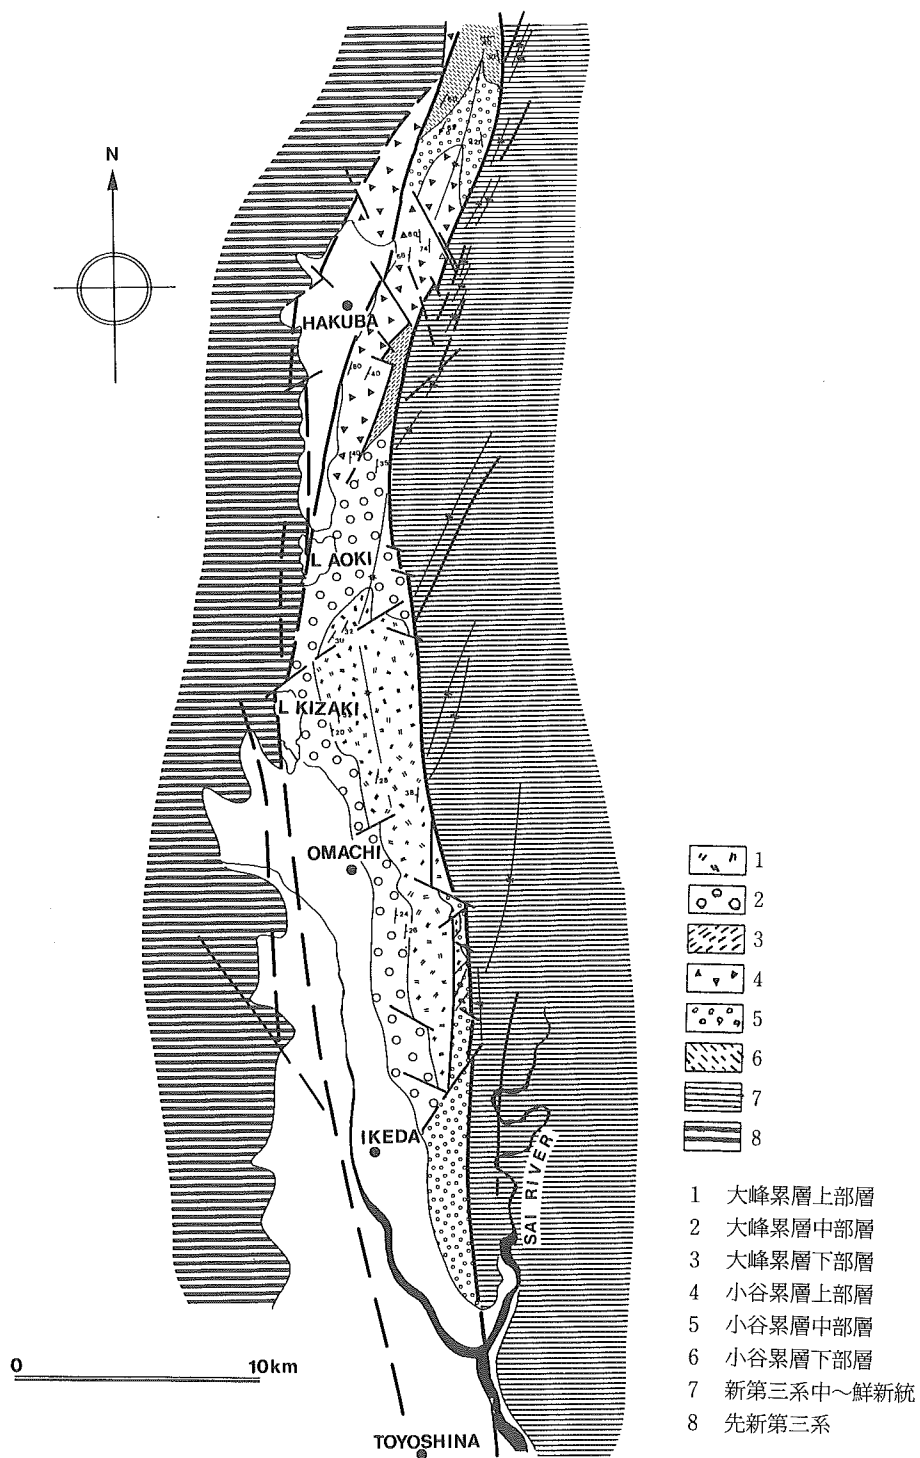 N
HAKUBA
L AOKI
L KIZAKI
OMACHI
IKEDA
SAI RIVER
TOYOSHINA
0 10km
1
2
3
4
5
6
7
8
1 大峰累層上部層
2 大峰累層中部層
3 大峰累層下部層
4 小谷累層上部層
5 小谷累層中部層
6 小谷累層下部層
7 新第三系中～鮮新統
8 先新第三系